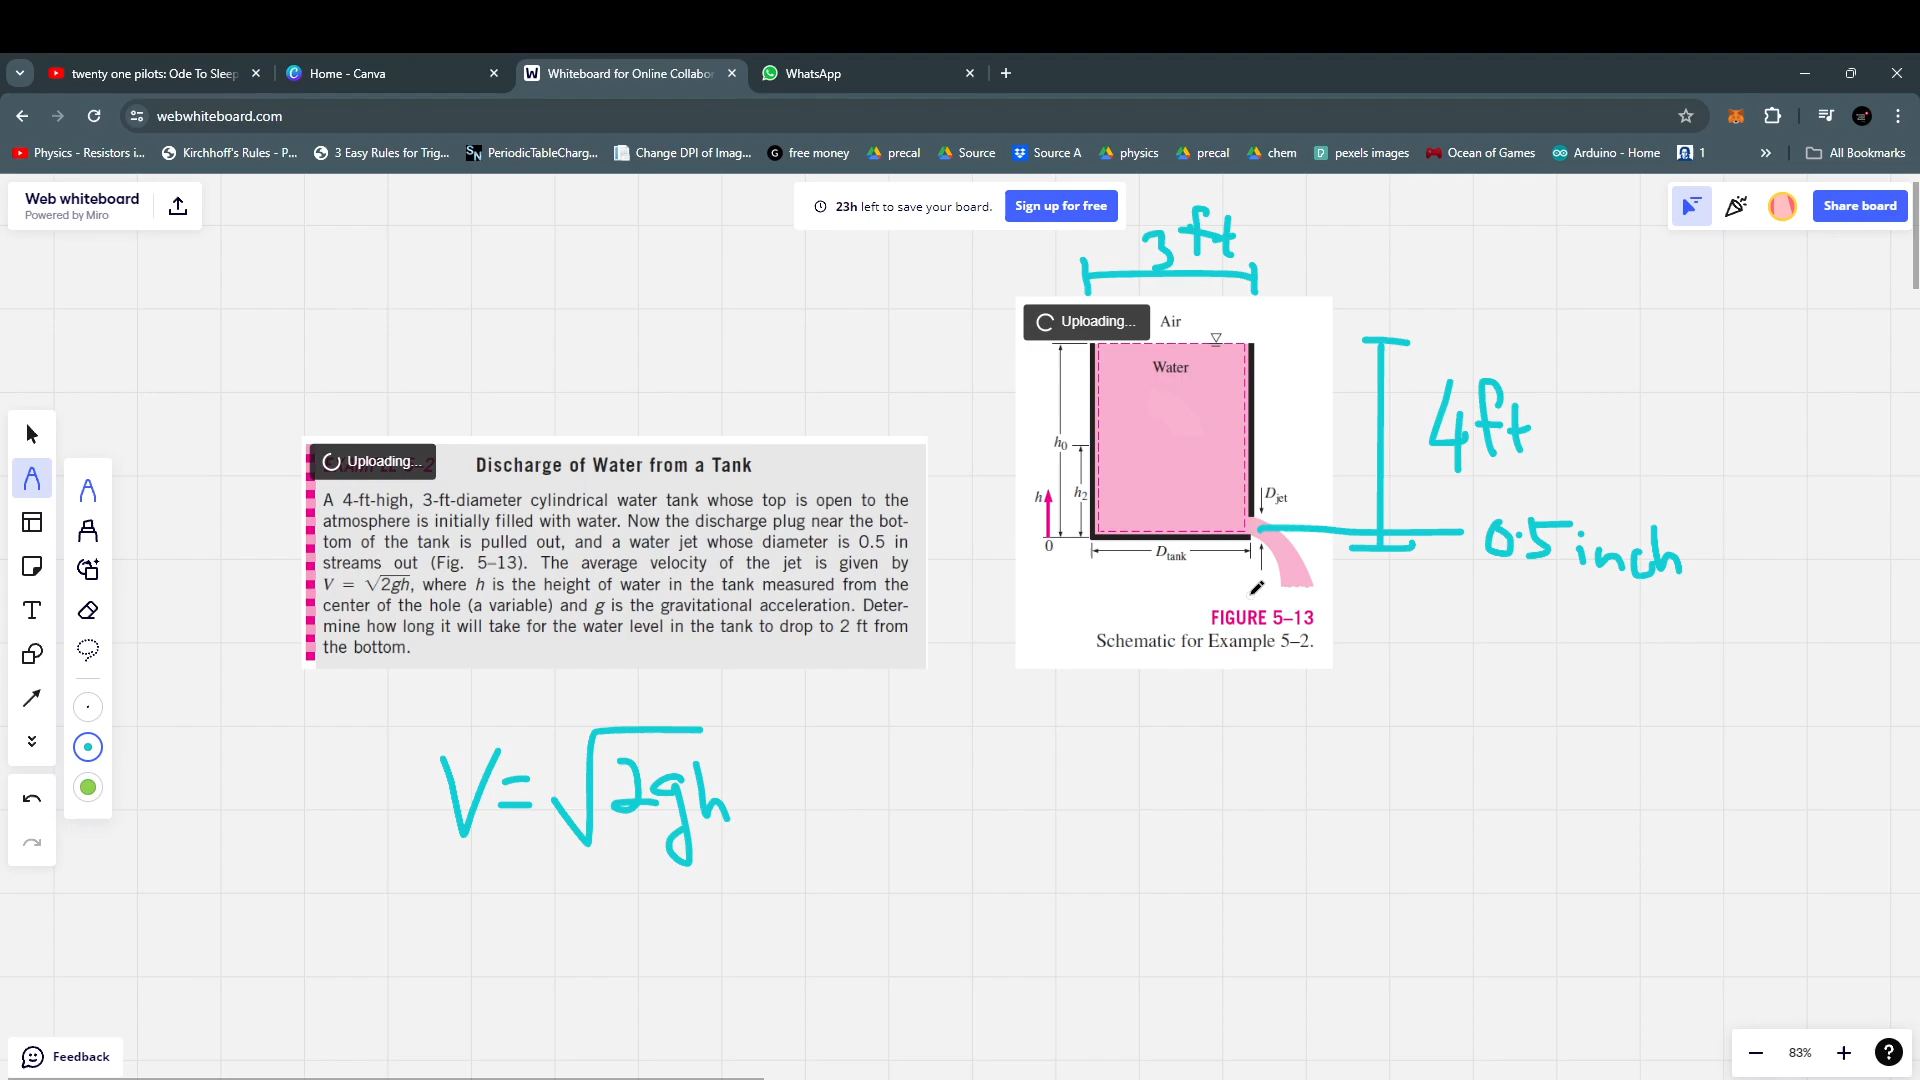 twenty one pilots: Ode To Sleep
Home - Canva
Whiteboard for Online Collabor
WhatsApp
webwhiteboard.com
Physics - Resistors i...
Kirchhoff's Rules - P...
3 Easy Rules for Trig...
PeriodicTableCharg...
Change DPI of Imag...
free money
precal
Source
Source A
physics
precal
chem
pexels images
Ocean of Games
Arduino - Home
1
All Bookmarks
Web whiteboard
Powered by Miro
23h left to save your board.
Sign up for free
Share board
3 ft
Uploading...
Air
Water
h0
h2
h
0
Djet
Dtank
4ft
0.5 inch
FIGURE 5–13
Schematic for Example 5–2.
Uploading...
Discharge of Water from a Tank
A 4-ft-high, 3-ft-diameter cylindrical water tank whose top is open to the
atmosphere is initially filled with water. Now the discharge plug near the bot-
tom of the tank is pulled out, and a water jet whose diameter is 0.5 in
streams out (Fig. 5–13). The average velocity of the jet is given by
V = √2gh, where h is the height of water in the tank measured from the
center of the hole (a variable) and g is the gravitational acceleration. Deter-
mine how long it will take for the water level in the tank to drop to 2 ft from
the bottom.
V=√2gh
Feedback
83%